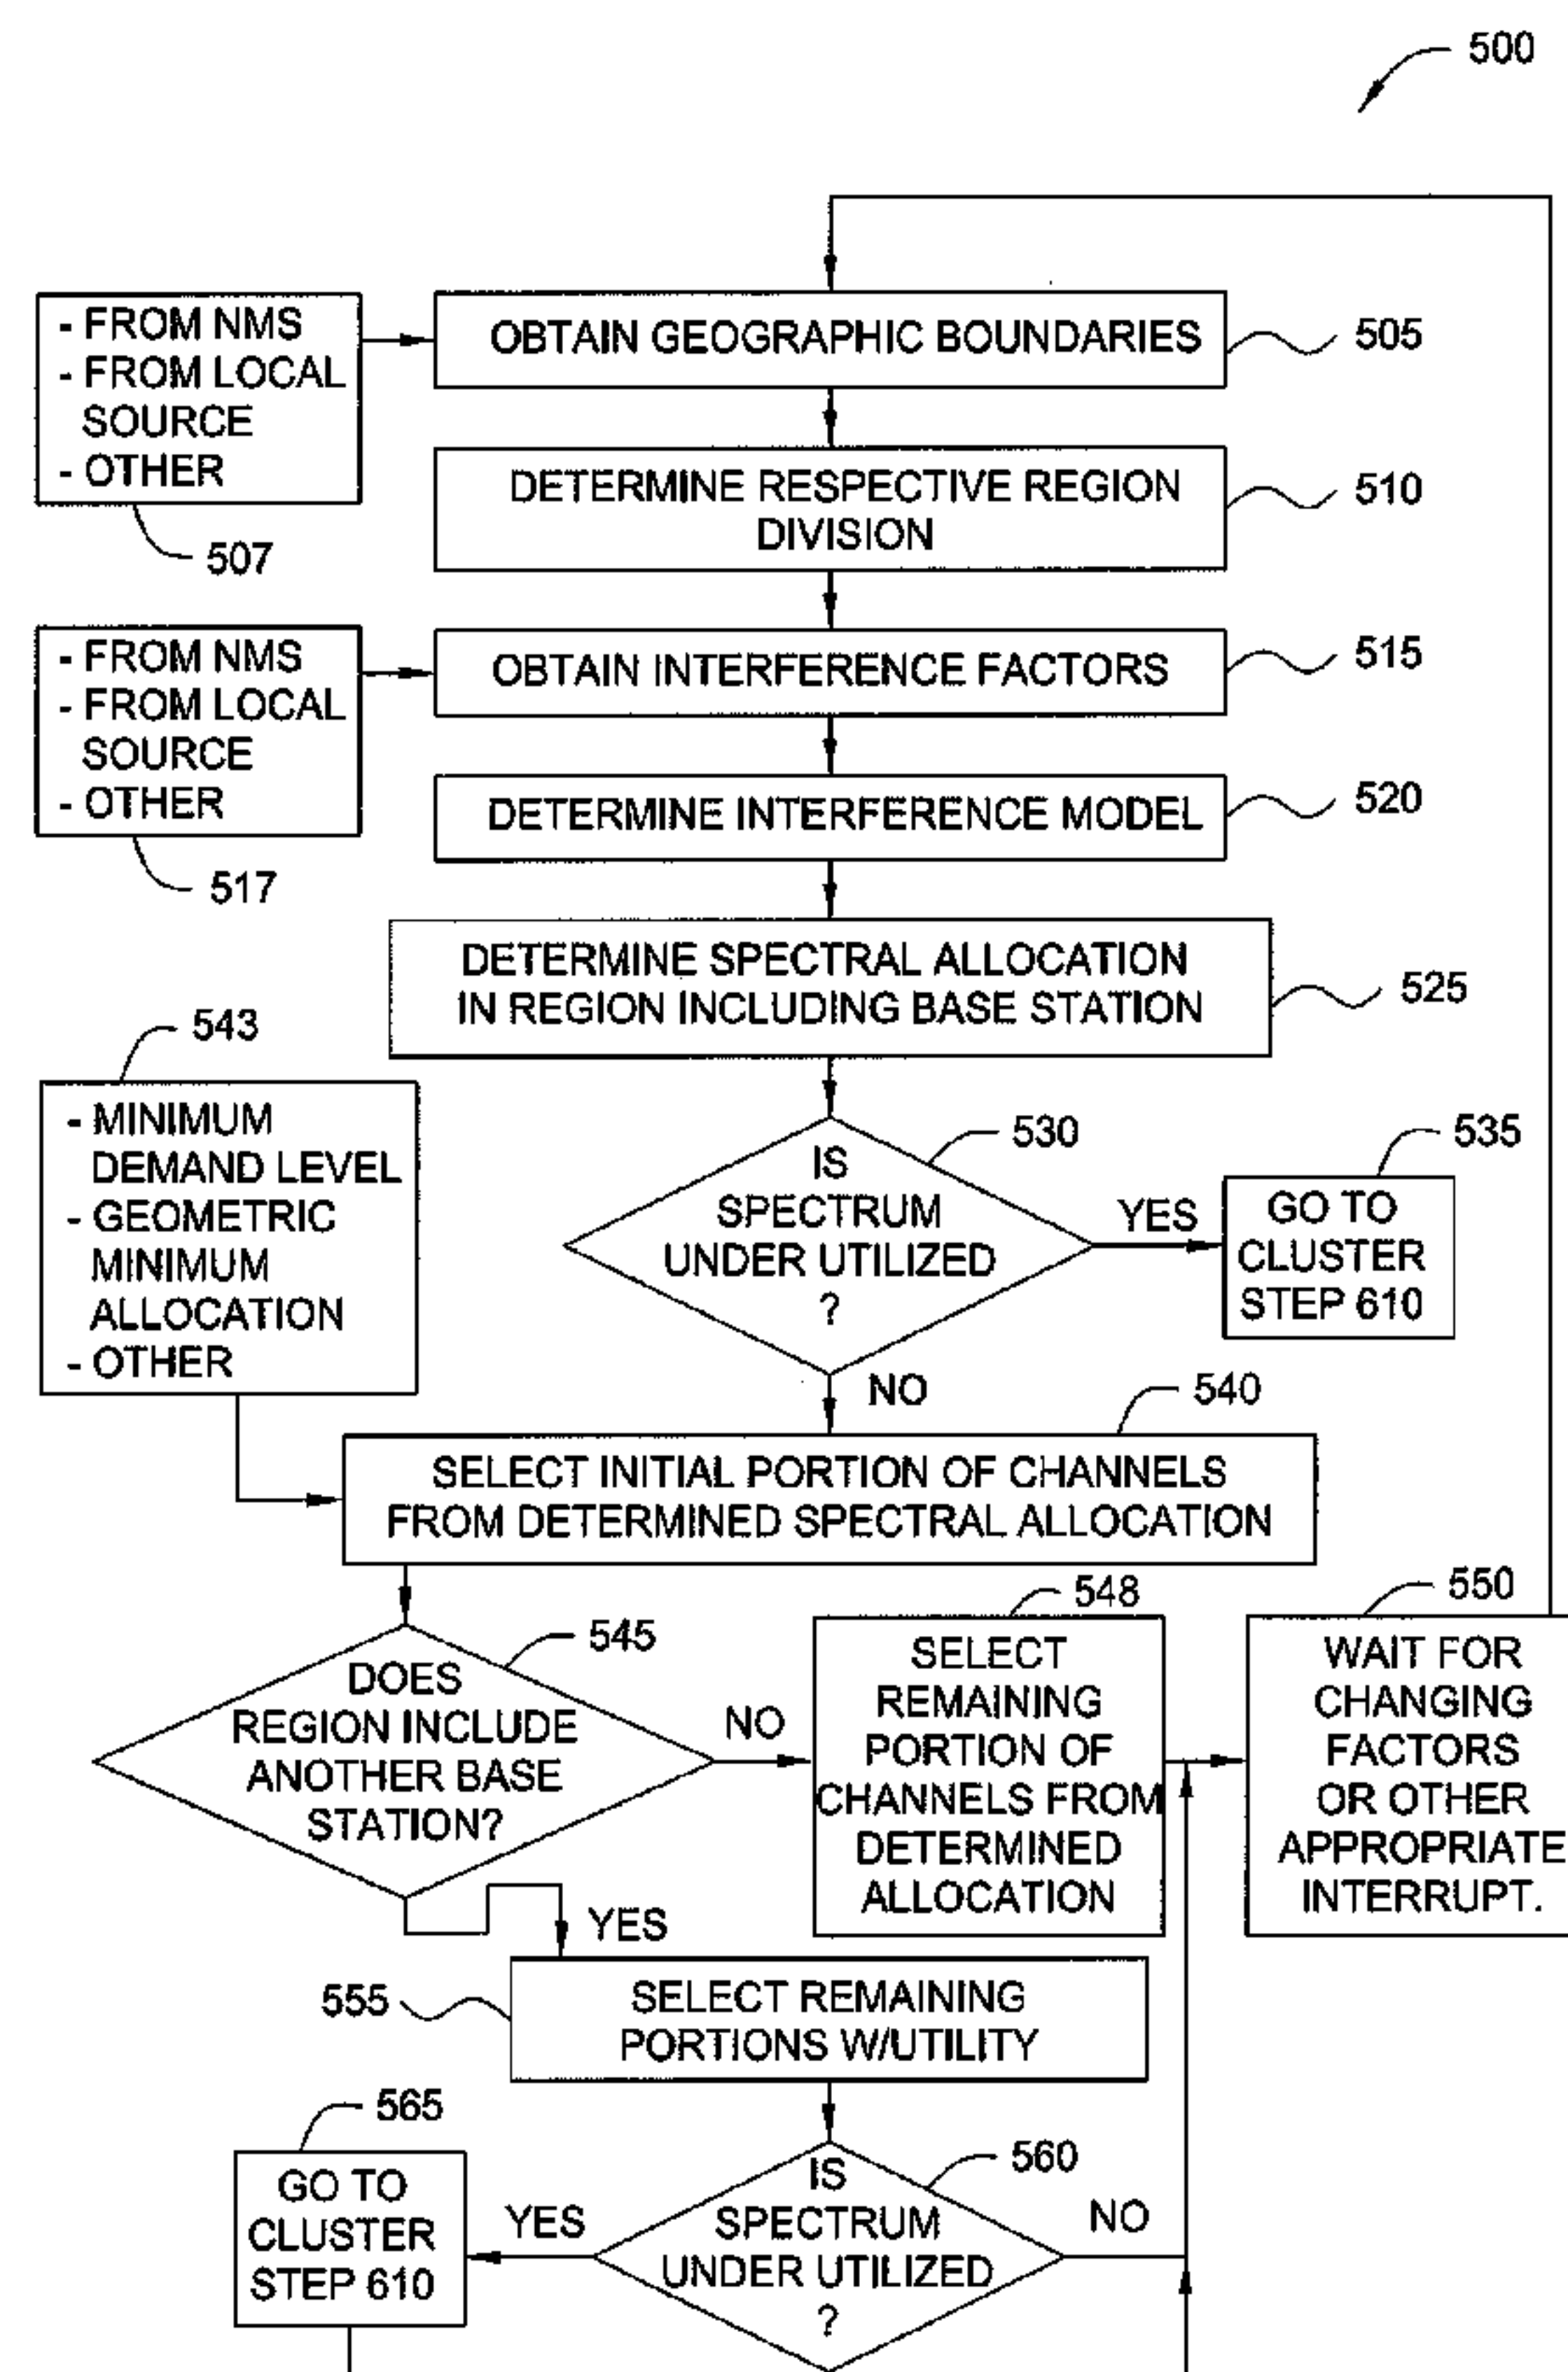 500
- FROM NMS
- FROM LOCAL
SOURCE
- OTHER
507
OBTAIN GEOGRAPHIC BOUNDARIES
505
DETERMINE RESPECTIVE REGION
DIVISION
510
- FROM NMS
- FROM LOCAL
SOURCE
- OTHER
517
OBTAIN INTERFERENCE FACTORS
515
DETERMINE INTERFERENCE MODEL
520
DETERMINE SPECTRAL ALLOCATION
IN REGION INCLUDING BASE STATION
525
543
- MINIMUM
DEMAND LEVEL
- GEOMETRIC
MINIMUM
ALLOCATION
- OTHER
530
IS
SPECTRUM
UNDER UTILIZED
?
YES
535
GO TO
CLUSTER
STEP 610
NO
540
SELECT INITIAL PORTION OF CHANNELS
FROM DETERMINED SPECTRAL ALLOCATION
545
DOES
REGION INCLUDE
ANOTHER BASE
STATION?
NO
548
SELECT
REMAINING
PORTION OF
CHANNELS FROM
DETERMINED
ALLOCATION
550
WAIT FOR
CHANGING
FACTORS
OR OTHER
APPROPRIATE
INTERRUPT.
YES
555
SELECT REMAINING
PORTIONS W/UTILITY
565
GO TO
CLUSTER
STEP 610
YES
560
IS
SPECTRUM
UNDER UTILIZED
?
NO